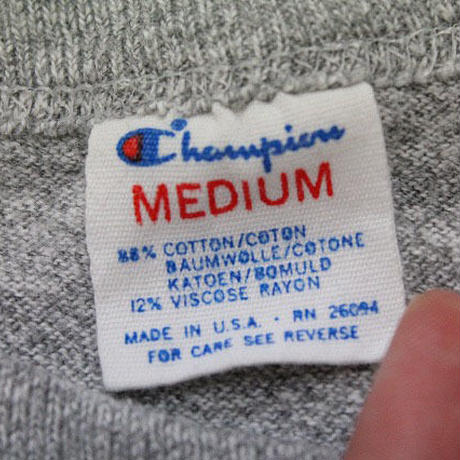 Champion
MEDIUM
88% COTTON/COTON
BAUMWOLLE/COTONE
KATOEN/BOMULD
12% VISCOSE RAYON
MADE IN U.S.A. · RN 26094
FOR CARE SEE REVERSE